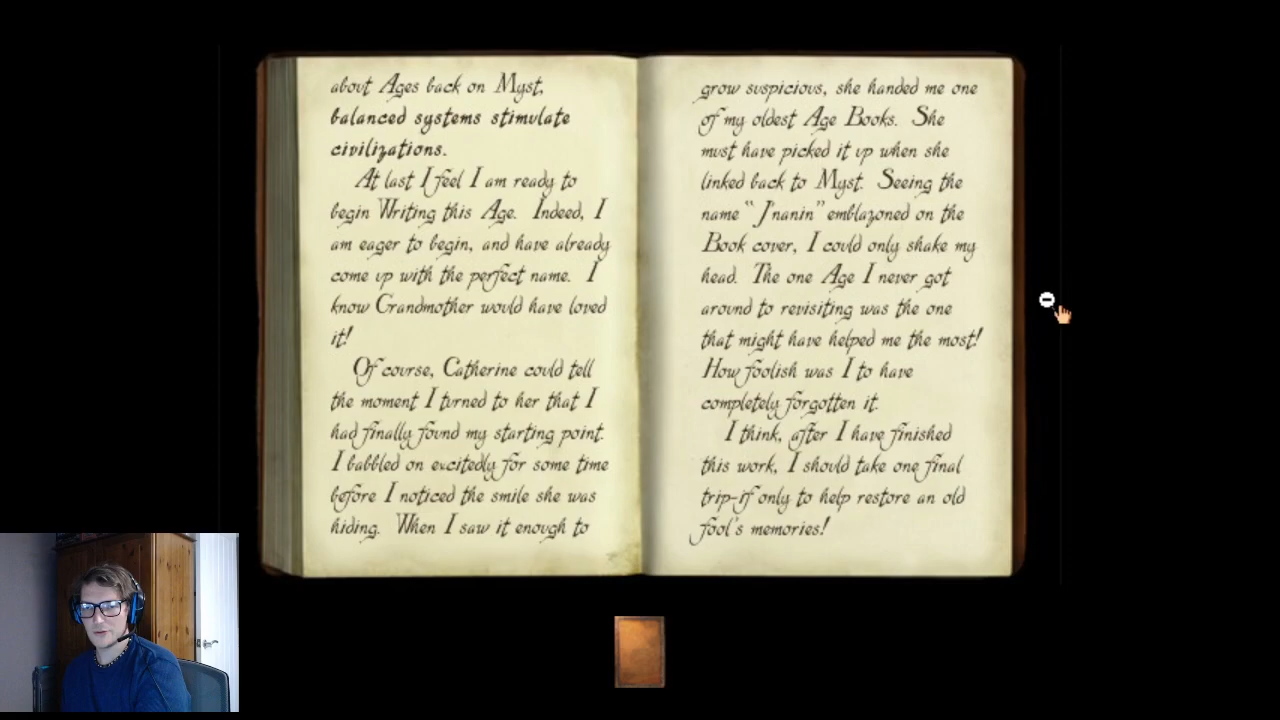 about Ages back on Myst,
balanced systems stimulate
civilizations.
At last I feel I am ready to
begin Writing this Age. Indeed, I
am eager to begin, and have already
come up with the perfect name. I
know Grandmother would have loved
it!
Of course, Catherine could tell
the moment I turned to her that I
had finally found my starting point.
I babbled on excitedly for some time
before I noticed the smile she was
hiding. When I saw it enough to
grow suspicious, she handed me one
of my oldest Age Books. She
must have picked it up when she
linked back to Myst. Seeing the
name "J'nanin" emblazoned on the
Book cover, I could only shake my
head. The one Age I never got
around to revisiting was the one
that might have helped me the most!
How foolish was I to have
completely forgotten it.
I think, after I have finished
this work, I should take one final
trip-if only to help restore an old
fool's memories!